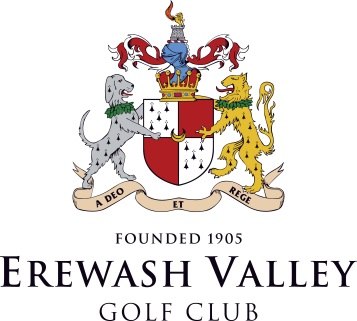 A DEO ET REGE
FOUNDED 1905
EREWASH VALLEY
GOLF CLUB